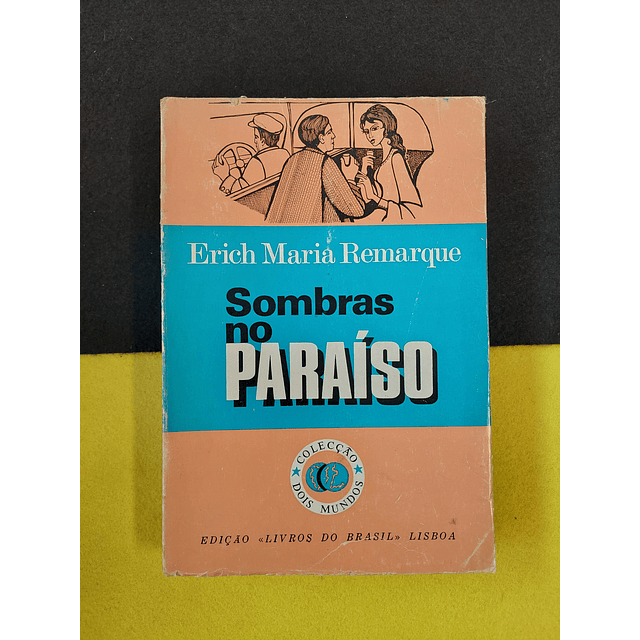 Erich Maria Remarque
Sombras
no
PARAÍSO
COLECÇÃO
DOIS MUNDOS
EDIÇÃO «LIVROS DO BRASIL» LISBOA